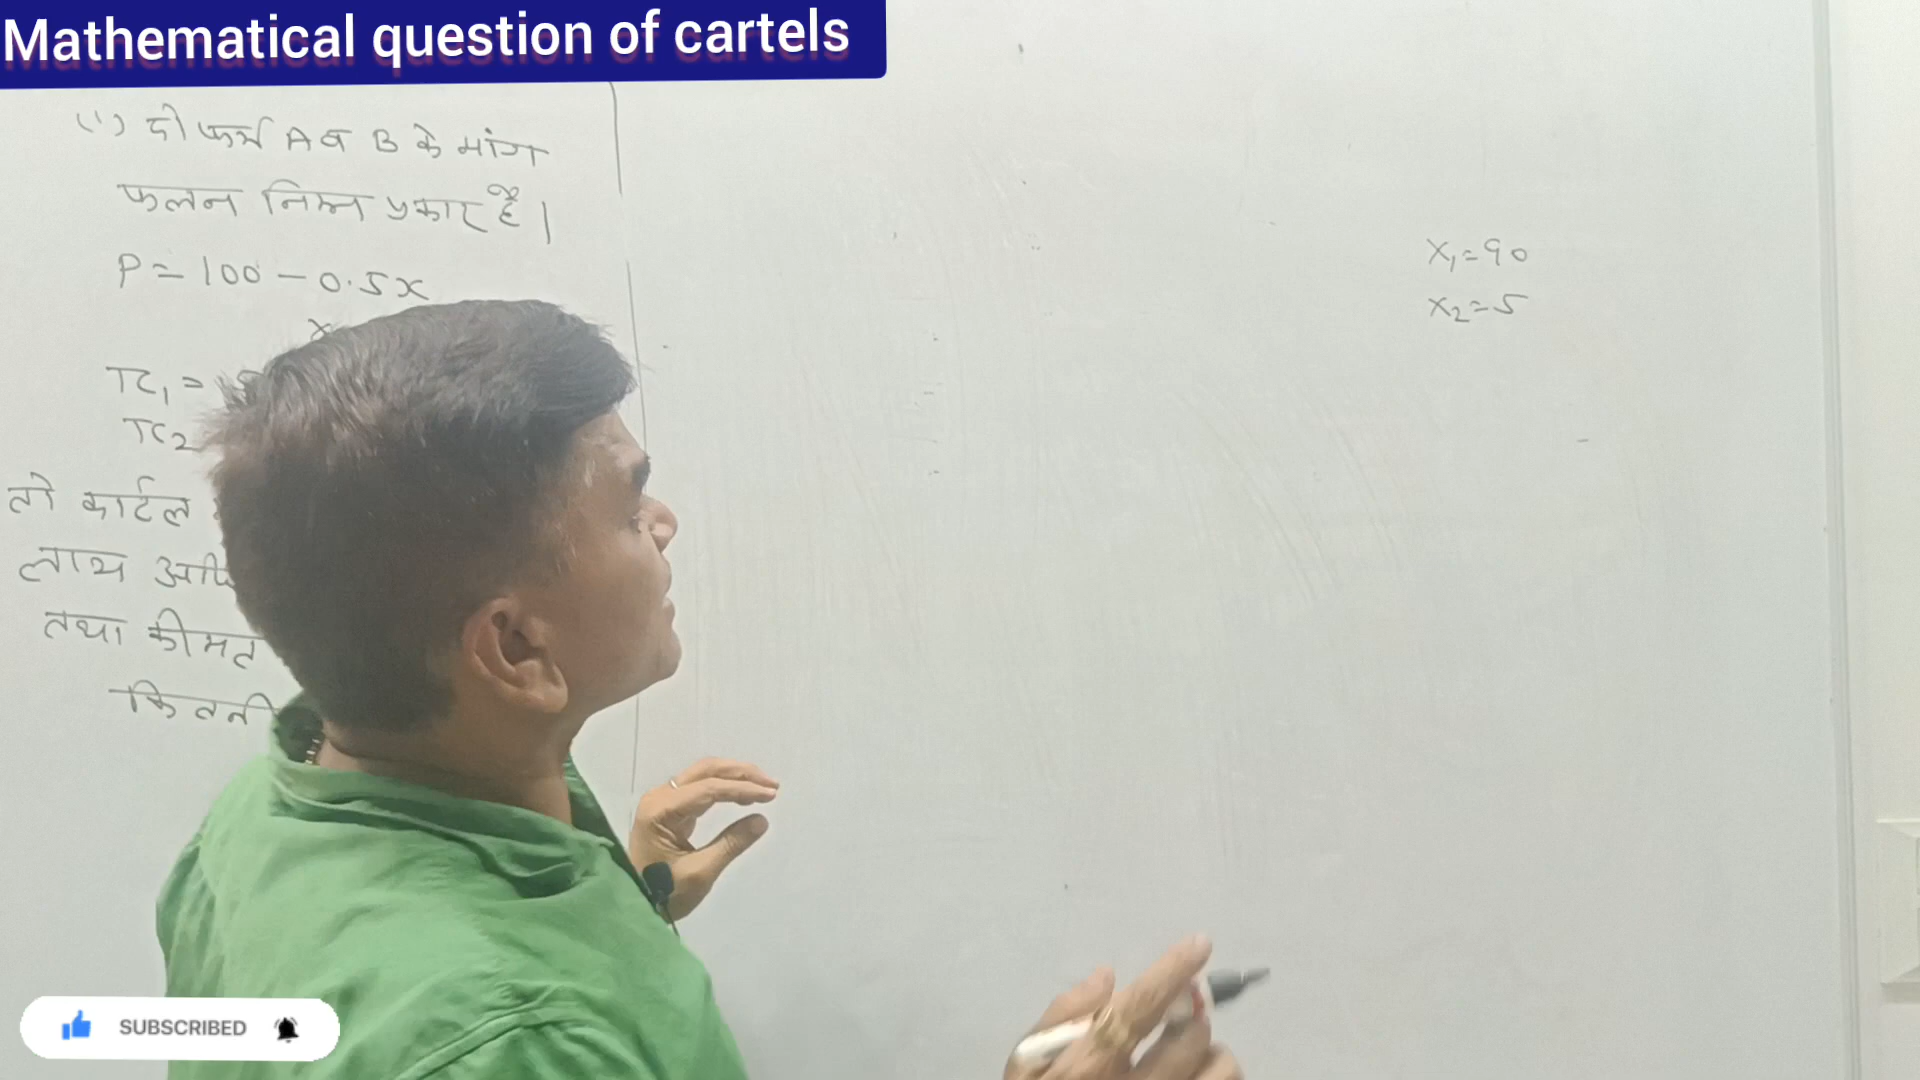 Mathematical question of cartels
(1) दो फर्म A व B के मांग
फलन निम्न प्रकार है।
P = 100 - 0.5x
x
TC₁ = 5
TC₂
तो कार्टल
लाभ अधि
तथा कीमत
कितनी
X₁ = 90
X₂ = 5
SUBSCRIBED